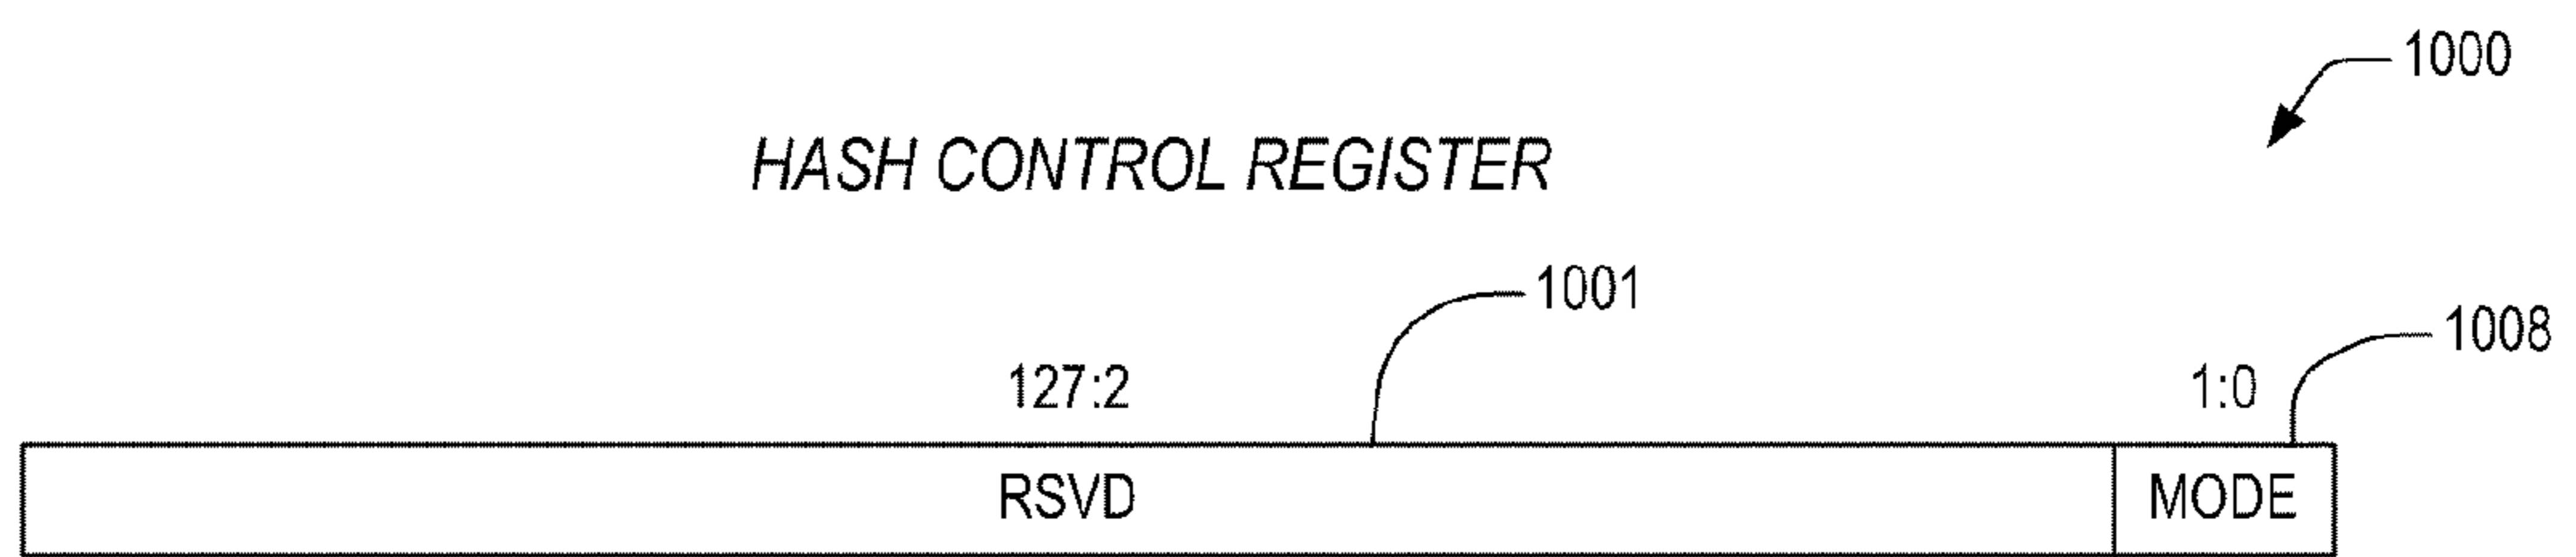 1000
HASH CONTROL REGISTER
1001
1008
127:2 1:0
RSVD MODE